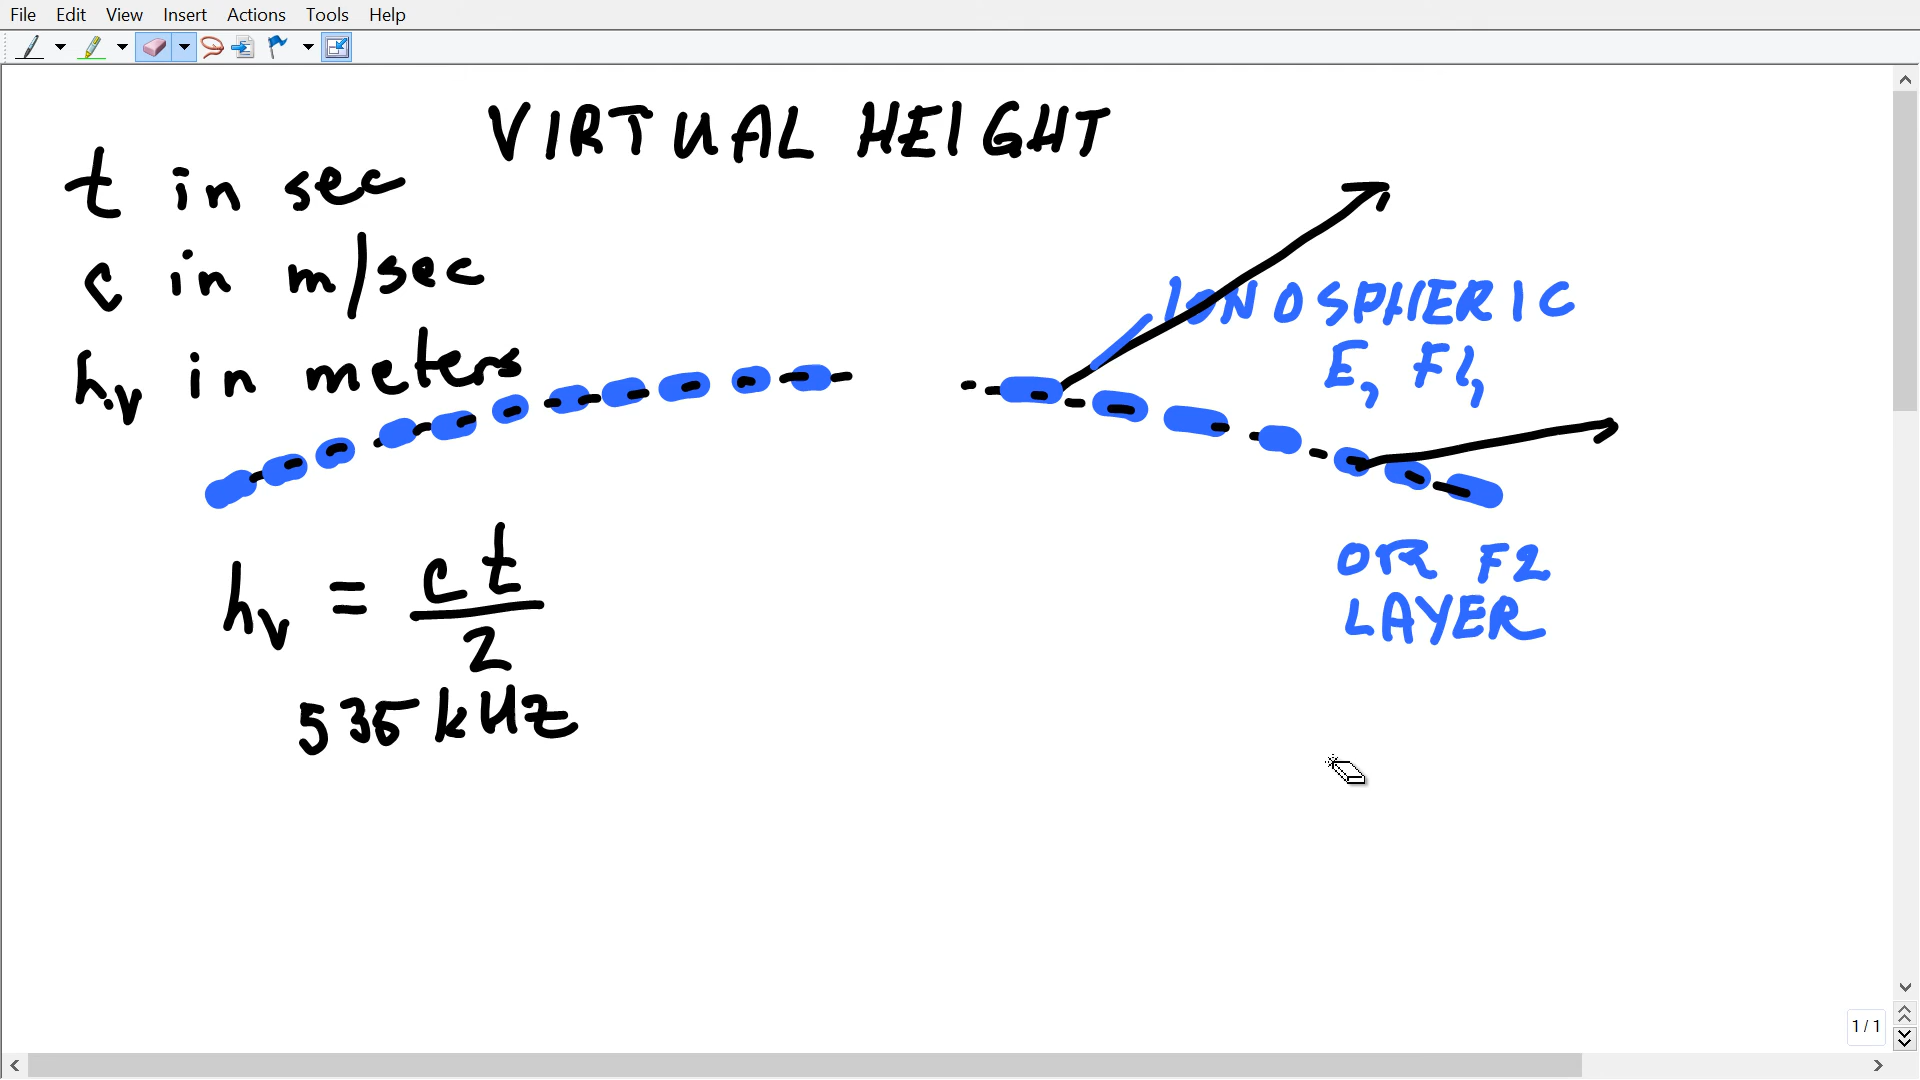 File Edit View Insert Actions Tools Help
VIRTUAL HEIGHT
t in sec
c in m/sec
hv in meters
IONOSPHERIC
E, F1,
hv = ct/2
535 kHz
OR F2
LAYER
1 / 1